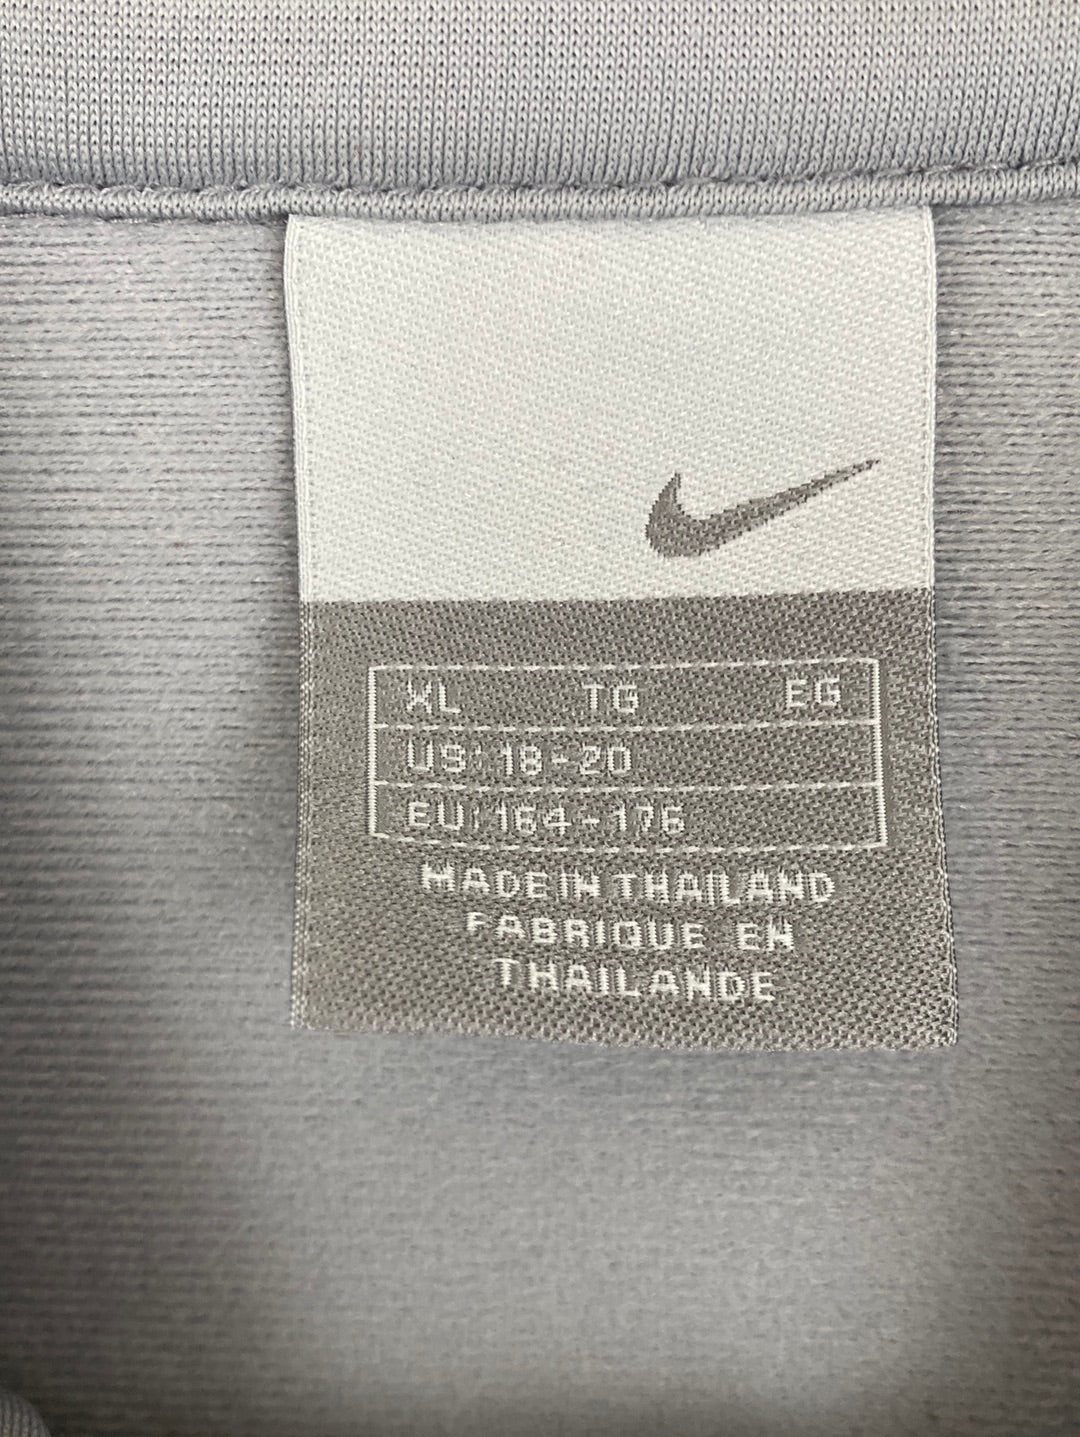 XL TG EG
US: 18-20
EU: 164-176
MADE IN THAILAND
FABRIQUE EN
THAILANDE